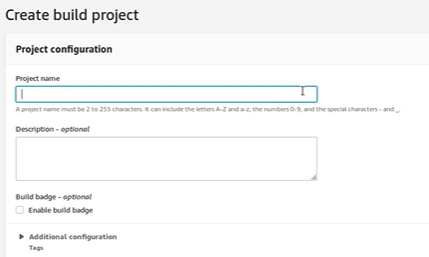 Create build project
Project configuration
Project name
A project name must be 2 to 255 characters. It can include the letters A-Z and a-z, the numbers 0-9, and the special characters - and _.
Description - optional
Build badge - optional
Enable build badge
Additional configuration
Tags